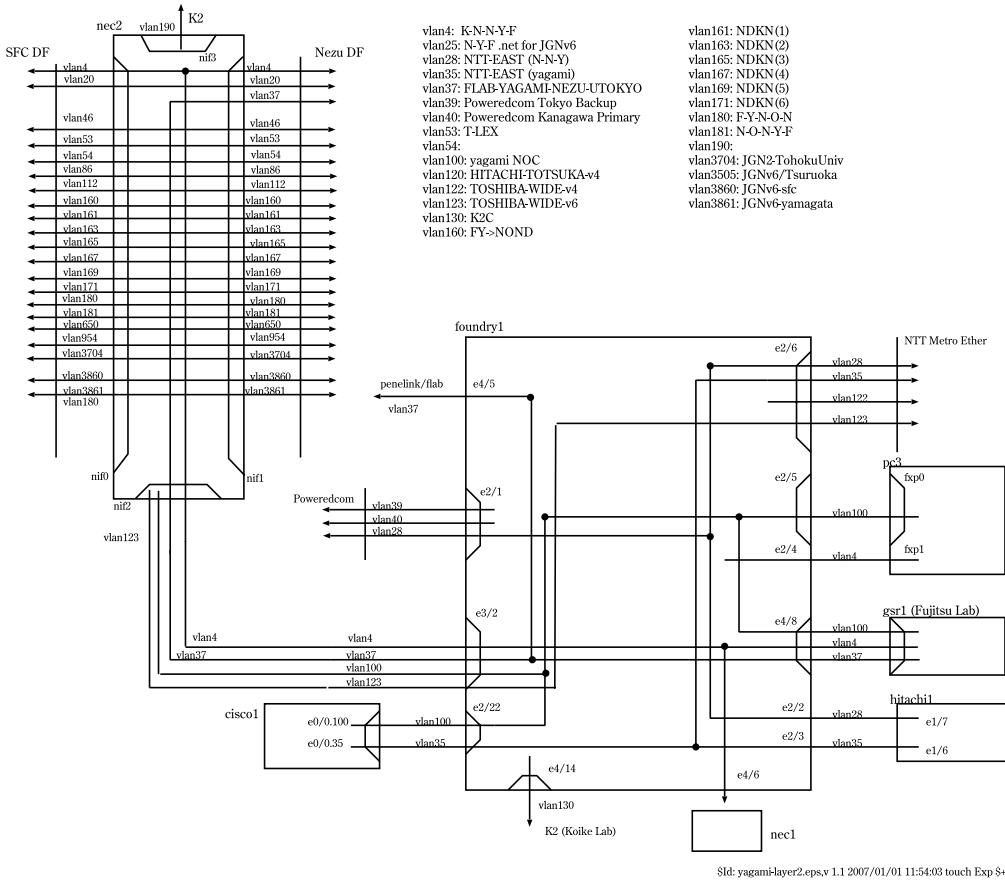 nec2
K2
vlan190
nif3
SFC DF
Nezu DF
vlan4
vlan4
vlan20
vlan20
vlan37
vlan46
vlan46
vlan53
vlan53
vlan54
vlan54
vlan86
vlan86
vlan112
vlan112
vlan160
vlan160
vlan161
vlan161
vlan163
vlan163
vlan165
vlan165
vlan167
vlan167
vlan169
vlan169
vlan171
vlan171
vlan180
vlan180
vlan181
vlan181
vlan650
vlan650
vlan954
vlan954
vlan3704
vlan3704
vlan3860
vlan3860
vlan3861
vlan3861
vlan180
nif0
nif1
nif2
vlan123
vlan4: K-N-N-Y-F
vlan25: N-Y-F .net for JGNv6
vlan28: NTT-EAST (N-N-Y)
vlan35: NTT-EAST (yagami)
vlan37: FLAB-YAGAMI-NEZU-UTOKYO
vlan39: Poweredcom Tokyo Backup
vlan40: Poweredcom Kanagawa Primary
vlan53: T-LEX
vlan54:
vlan100: yagami NOC
vlan120: HITACHI-TOTSUKA-v4
vlan122: TOSHIBA-WIDE-v4
vlan123: TOSHIBA-WIDE-v6
vlan130: K2C
vlan160: FY->NOND
vlan161: NDKN(1)
vlan163: NDKN(2)
vlan165: NDKN(3)
vlan167: NDKN(4)
vlan169: NDKN(5)
vlan171: NDKN(6)
vlan180: F-Y-N-O-N
vlan181: N-O-N-Y-F
vlan190:
vlan3704: JGN2-TohokuUniv
vlan3505: JGNv6/Tsuruoka
vlan3860: JGNv6-sfc
vlan3861: JGNv6-yamagata
foundry1
e2/6
NTT Metro Ether
vlan28
vlan35
vlan122
vlan123
penelink/flab
e4/5
vlan37
pc3
e2/5
fxp0
Poweredcom
e2/1
vlan39
vlan40
vlan28
vlan100
e2/4
fxp1
vlan4
e3/2
e4/8
gsr1 (Fujitsu Lab)
vlan100
vlan4
vlan4
vlan4
vlan37
vlan37
vlan37
vlan100
vlan123
cisco1
e2/22
e2/2
hitachi1
e0/0.100
vlan100
vlan28
e1/7
e0/0.35
vlan35
e2/3
vlan35
e1/6
e4/14
e4/6
vlan130
K2 (Koike Lab)
nec1
$Id: yagami-layer2.eps,v 1.1 2007/01/01 11:54:03 touch Exp $